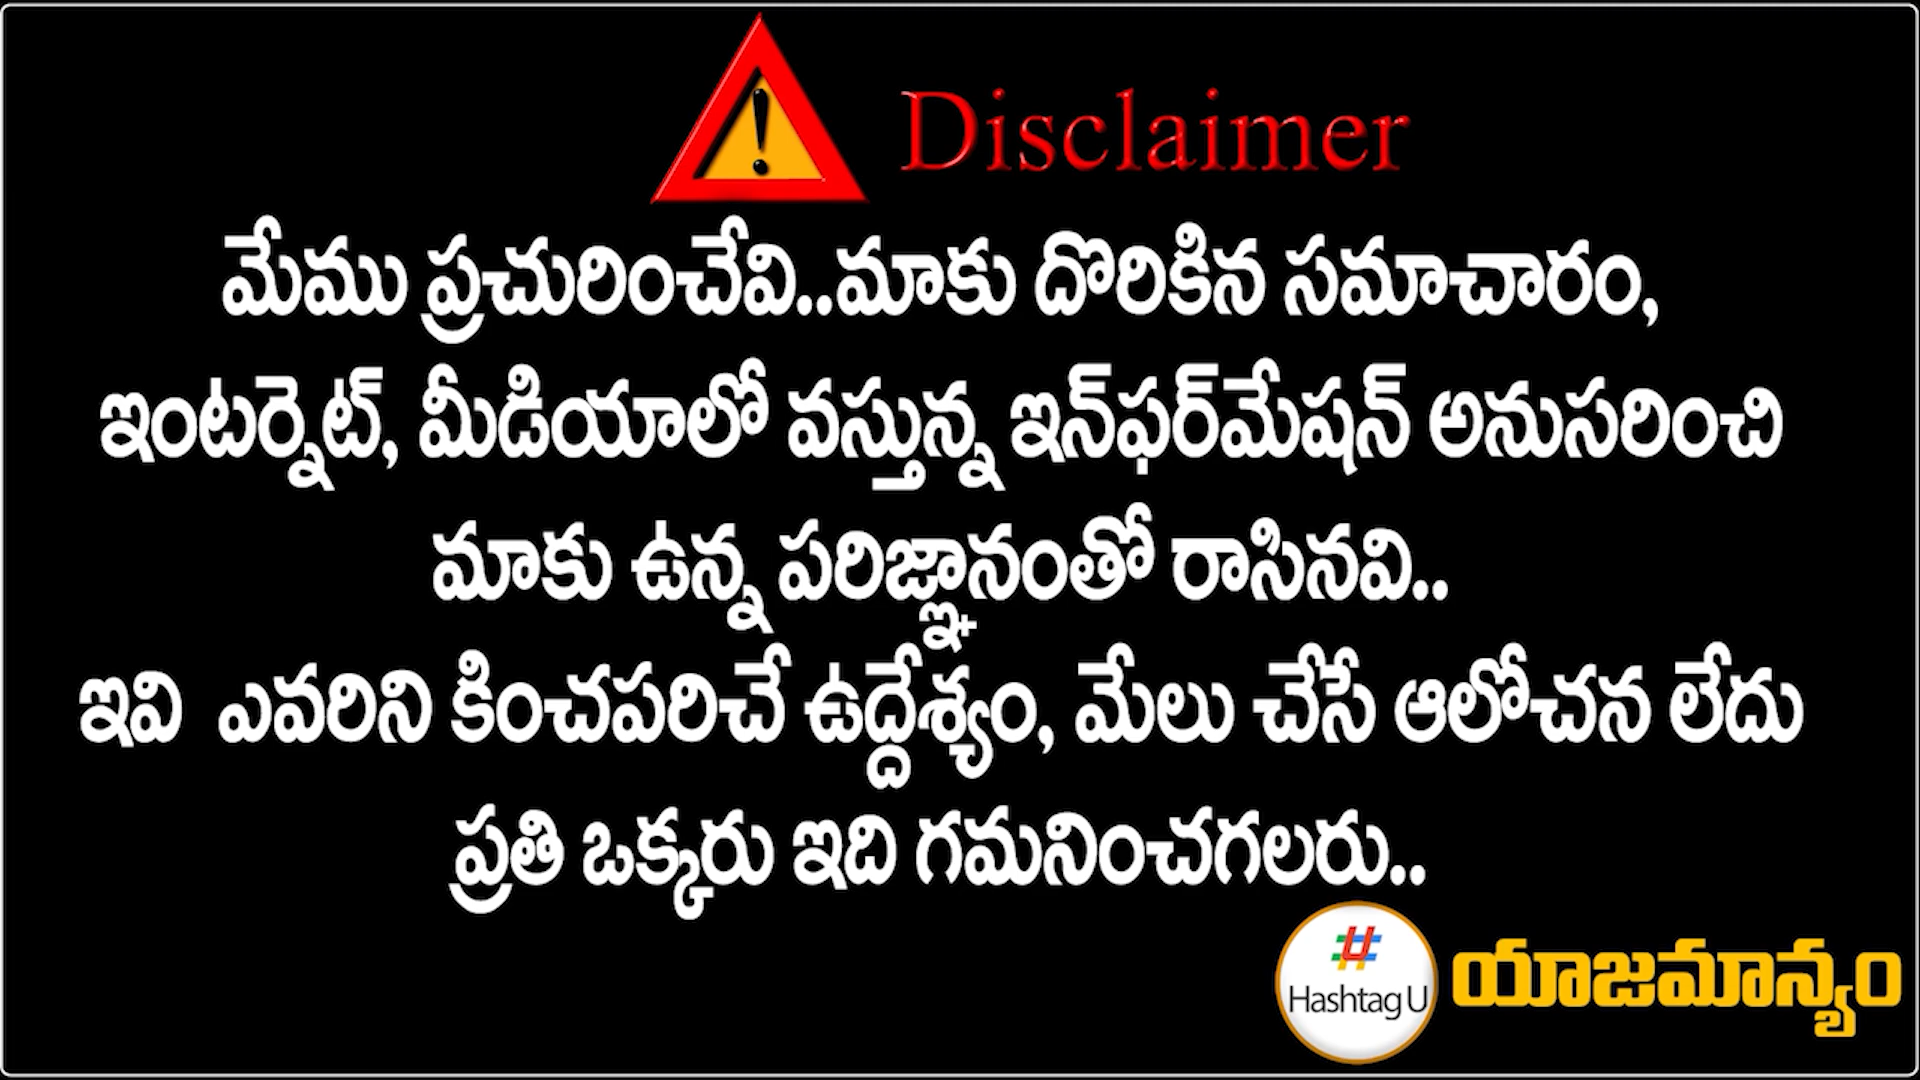 Disclaimer
మేము ప్రచురించేవి..మాకు దొరికిన సమాచారం,
ఇంటర్నెట్, మీడియాలో వస్తున్న ఇన్‌ఫర్‌మేషన్ అనుసరించి
మాకు ఉన్న పరిజ్ఞానంతో రాసినవి..
ఇవి ఎవరిని కించపరిచే ఉద్దేశ్యం, మేలు చేసే ఆలోచన లేదు
ప్రతి ఒక్కరు ఇది గమనించగలరు..
Hashtag U యాజమాన్యం